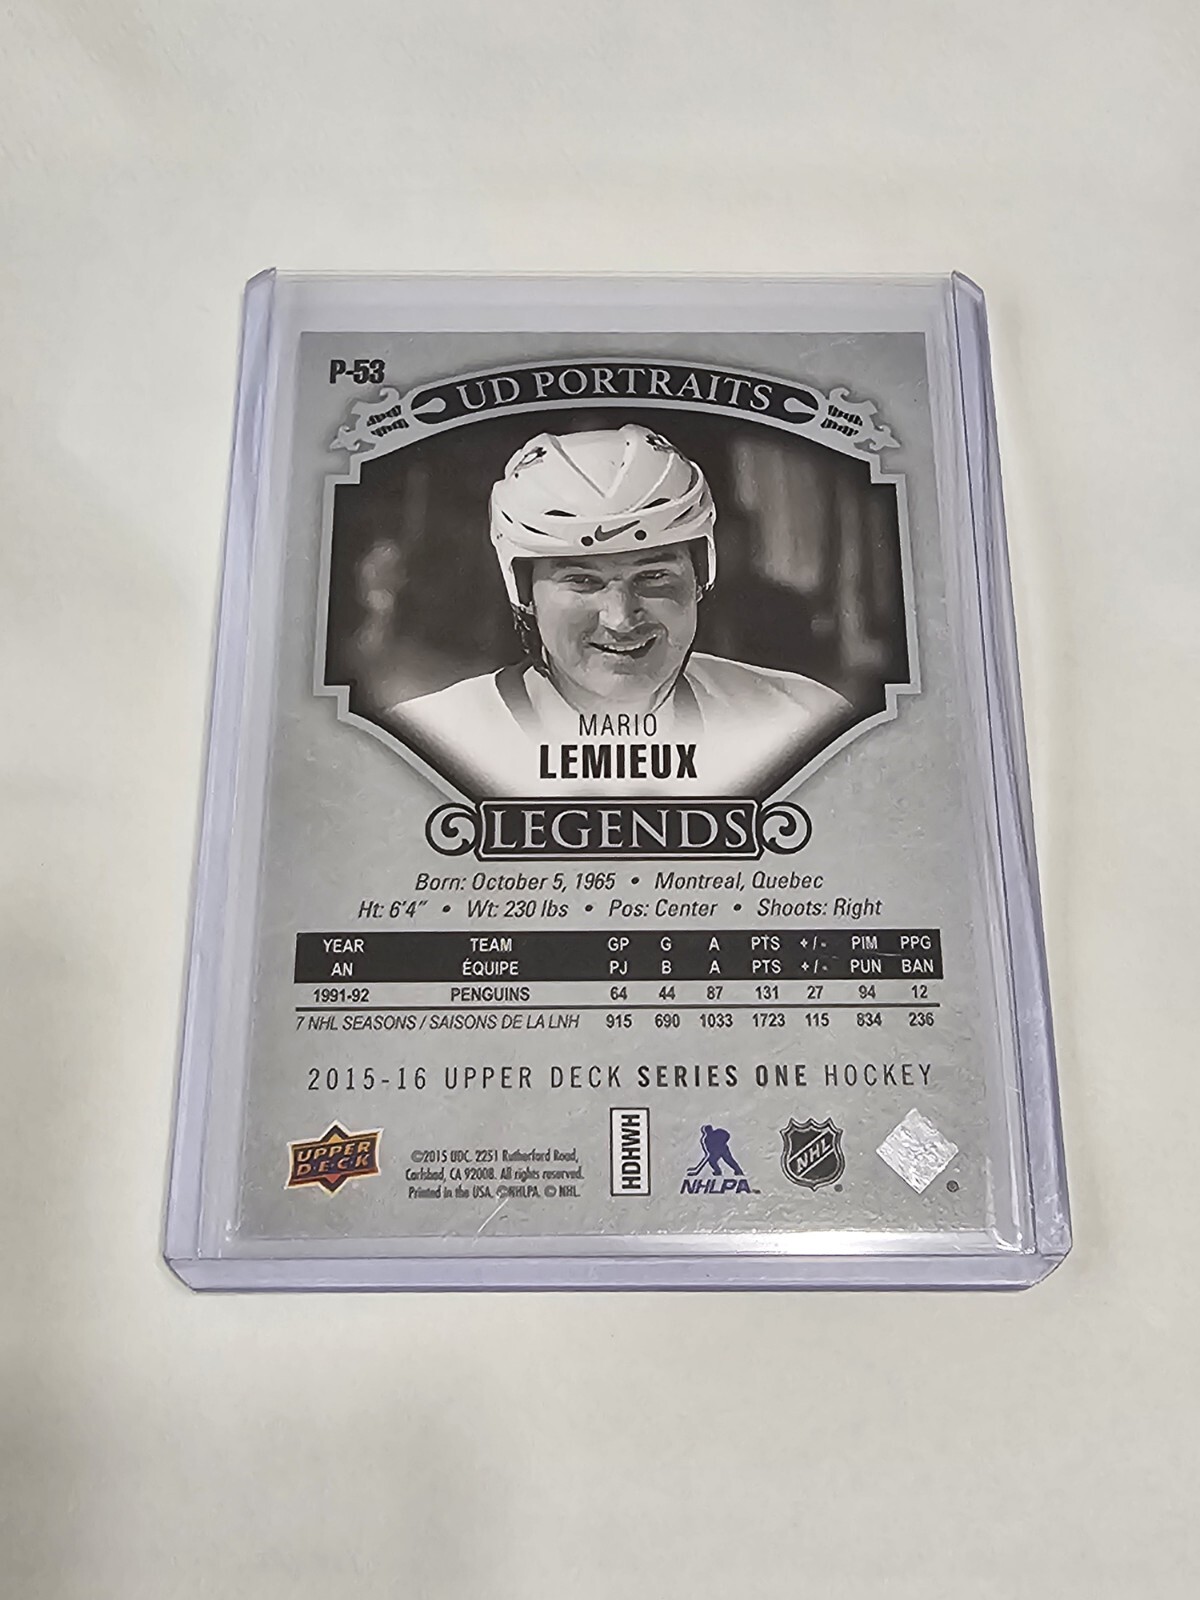 P-53
UD PORTRAITS
MARIO
LEMIEUX
LEGENDS
Born: October 5, 1965 • Montreal, Quebec
Ht: 6'4" • Wt: 230 lbs • Pos: Center • Shoots: Right
YEAR TEAM GP G A PTS +/- PIM PPG
AN ÉQUIPE PJ B A PTS +/- PUN BAN
1991-92 PENGUINS 64 44 87 131 27 94 12
7 NHL SEASONS / SAISONS DE LA LNH 915 690 1033 1723 115 834 236
2015-16 UPPER DECK SERIES ONE HOCKEY
UPPER
DECK
©2015 UDC. 2251 Rutherford Road,
Carlsbad, CA 92008. All rights reserved.
Printed in the USA. ©NHLPA. © NHL.
HDHWH
NHLPA™
NHL
®
®